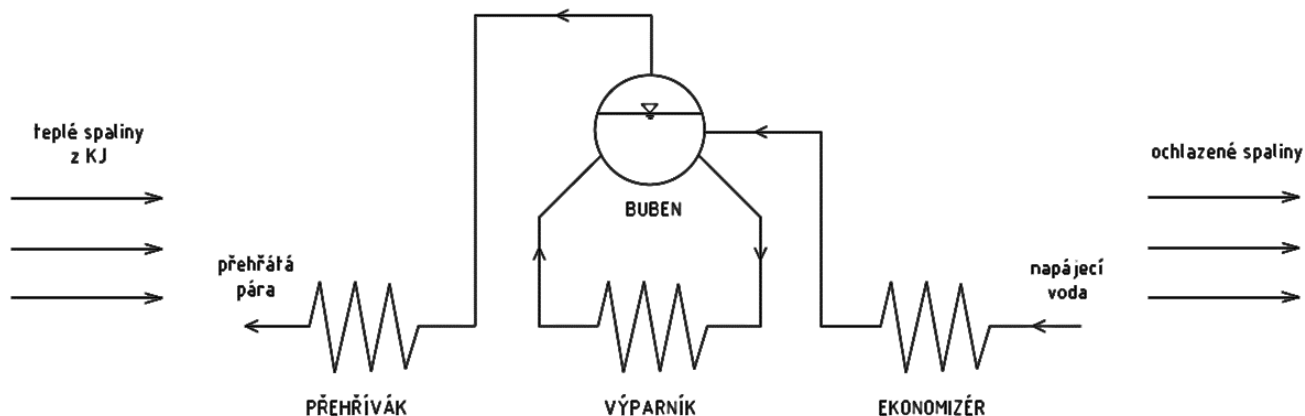 teplé spaliny
z KJ
ochlazené spaliny
BUBEN
přehřátá
pára
napájecí
voda
PŘEHŘÍVÁK
VÝPARNÍK
EKONOMIZÉR